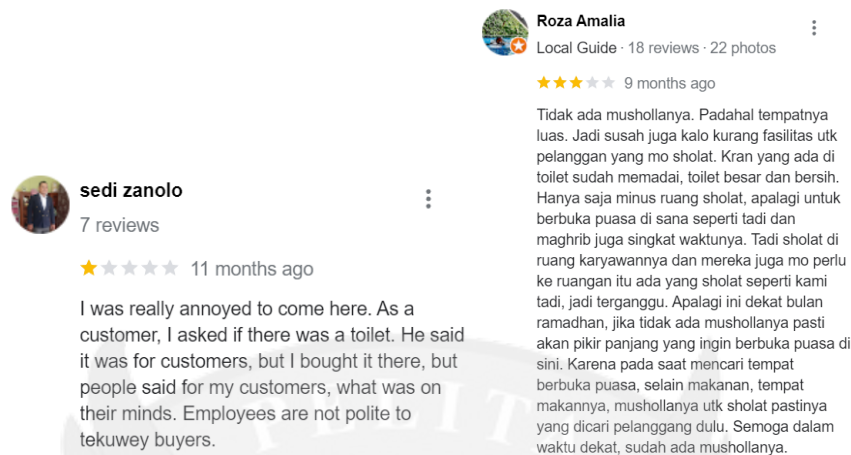 sedi zanolo
7 reviews
11 months ago
I was really annoyed to come here. As a
customer, I asked if there was a toilet. He said
it was for customers, but I bought it there, but
people said for my customers, what was on
their minds. Employees are not polite to
tekuwey buyers.
Roza Amalia
Local Guide · 18 reviews · 22 photos
9 months ago
Tidak ada mushollanya. Padahal tempatnya
luas. Jadi susah juga kalo kurang fasilitas utk
pelanggan yang mo sholat. Kran yang ada di
toilet sudah memadai, toilet besar dan bersih.
Hanya saja minus ruang sholat, apalagi untuk
berbuka puasa di sana seperti tadi dan
maghrib juga singkat waktunya. Tadi sholat di
ruang karyawannya dan mereka juga mo perlu
ke ruangan itu ada yang sholat seperti kami
tadi, jadi terganggu. Apalagi ini dekat bulan
ramadhan, jika tidak ada mushollanya pasti
akan pikir panjang yang ingin berbuka puasa di
sini. Karena pada saat mencari tempat
berbuka puasa, selain makanan, tempat
makannya, mushollanya utk sholat pastinya
yang dicari pelanggang dulu. Semoga dalam
waktu dekat, sudah ada mushollanya.
PELIT